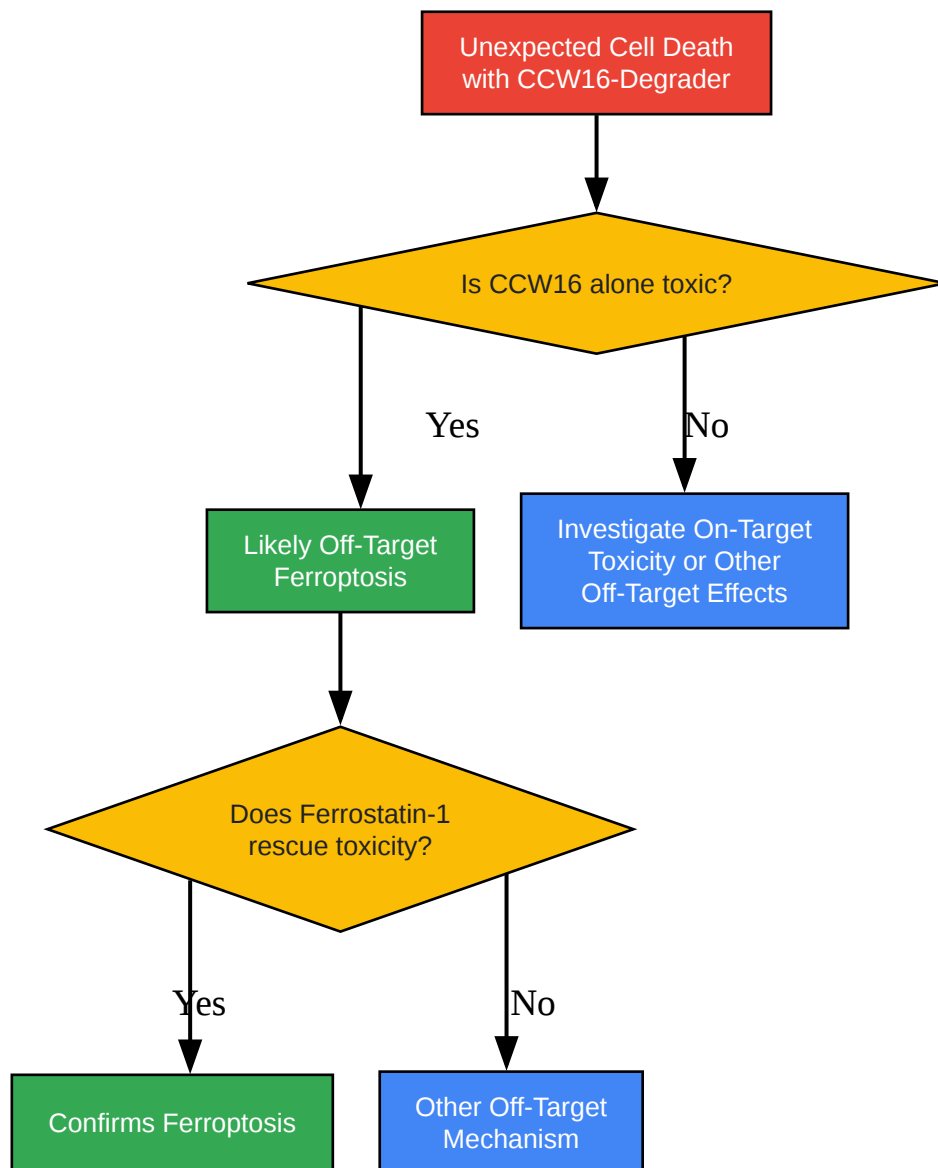 Unexpected Cell Death
with CCW16-Degrader
Is CCW16 alone toxic?
Yes
No
Likely Off-Target
Ferroptosis
Investigate On-Target
Toxicity or Other
Off-Target Effects
Does Ferrostatin-1
rescue toxicity?
Yes
No
Confirms Ferroptosis
Other Off-Target
Mechanism